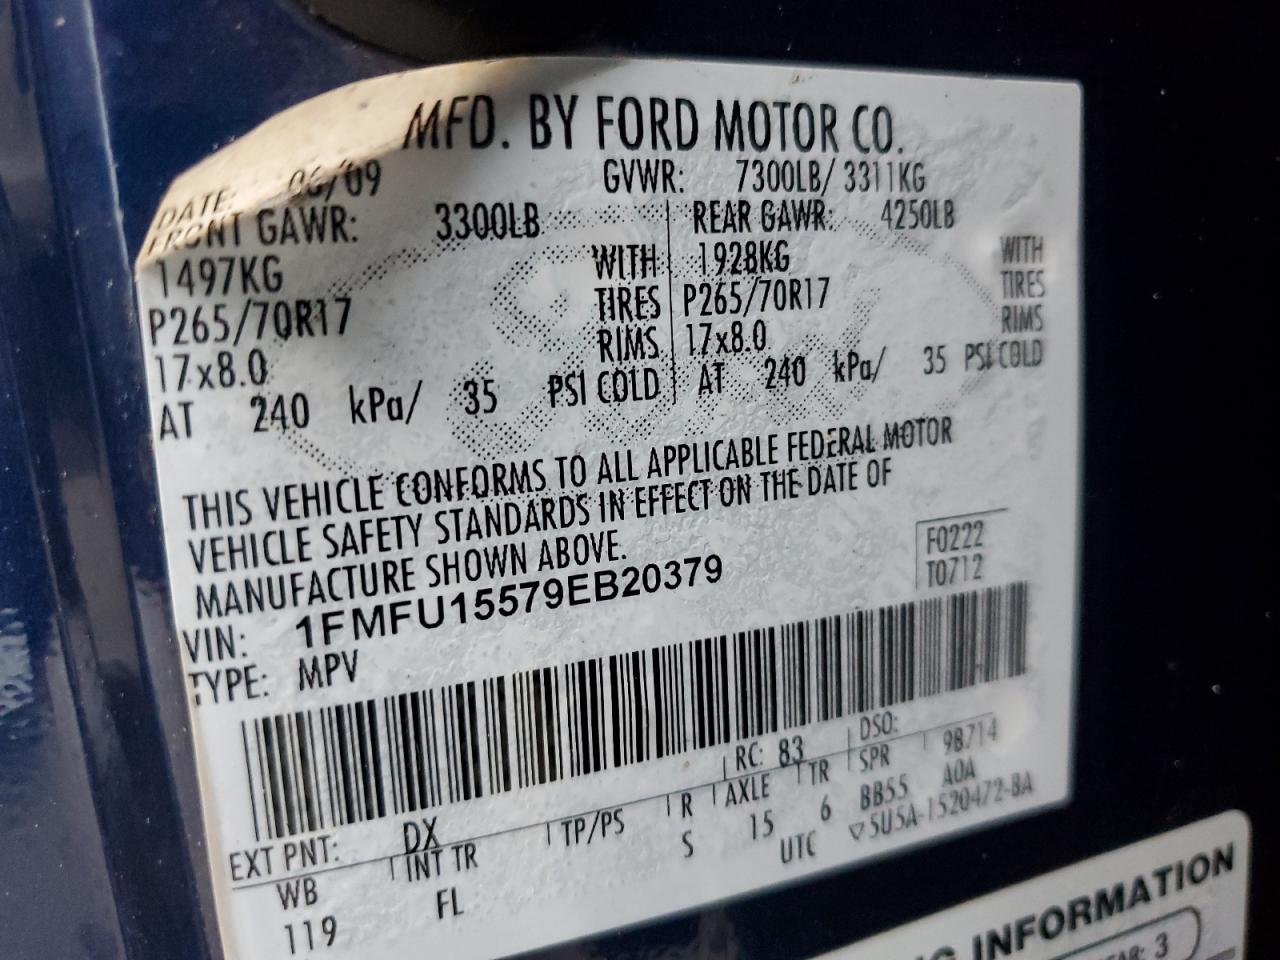 MFD. BY FORD MOTOR CO.
DATE: 06/09 GVWR: 7300LB/ 3311KG
FRONT GAWR: 3300LB REAR GAWR: 4250LB
1497KG WITH 1928KG WITH
P265/70R17 TIRES P265/70R17 TIRES
17x8.0 RIMS 17x8.0 RIMS
AT 240 kPa/ 35 PSI COLD AT 240 kPa/ 35 PSI COLD
THIS VEHICLE CONFORMS TO ALL APPLICABLE FEDERAL MOTOR
VEHICLE SAFETY STANDARDS IN EFFECT ON THE DATE OF
MANUFACTURE SHOWN ABOVE.
F0222
T0712
VIN: 1FMFU15579EB20379
TYPE: MPV
EXT PNT: DX RC: 83 DSO:
WB INT TR TP/PS R AXLE TR SPR 9B714
119 FL S 15 6 BB55 A0A
UTC ▽5U5A-1520472-BA
INFORMATION
3